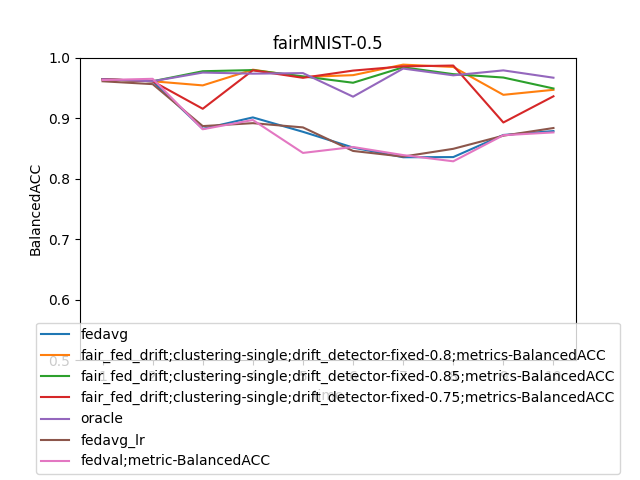 fairMNIST-0.5
1.0
0.9
0.8
0.7
0.6
0.5
BalancedACC
fedavg
fair_fed_drift;clustering-single;drift_detector-fixed-0.8;metrics-BalancedACC
fair_fed_drift;clustering-single;drift_detector-fixed-0.85;metrics-BalancedACC
fair_fed_drift;clustering-single;drift_detector-fixed-0.75;metrics-BalancedACC
oracle
fedavg_lr
fedval;metric-BalancedACC